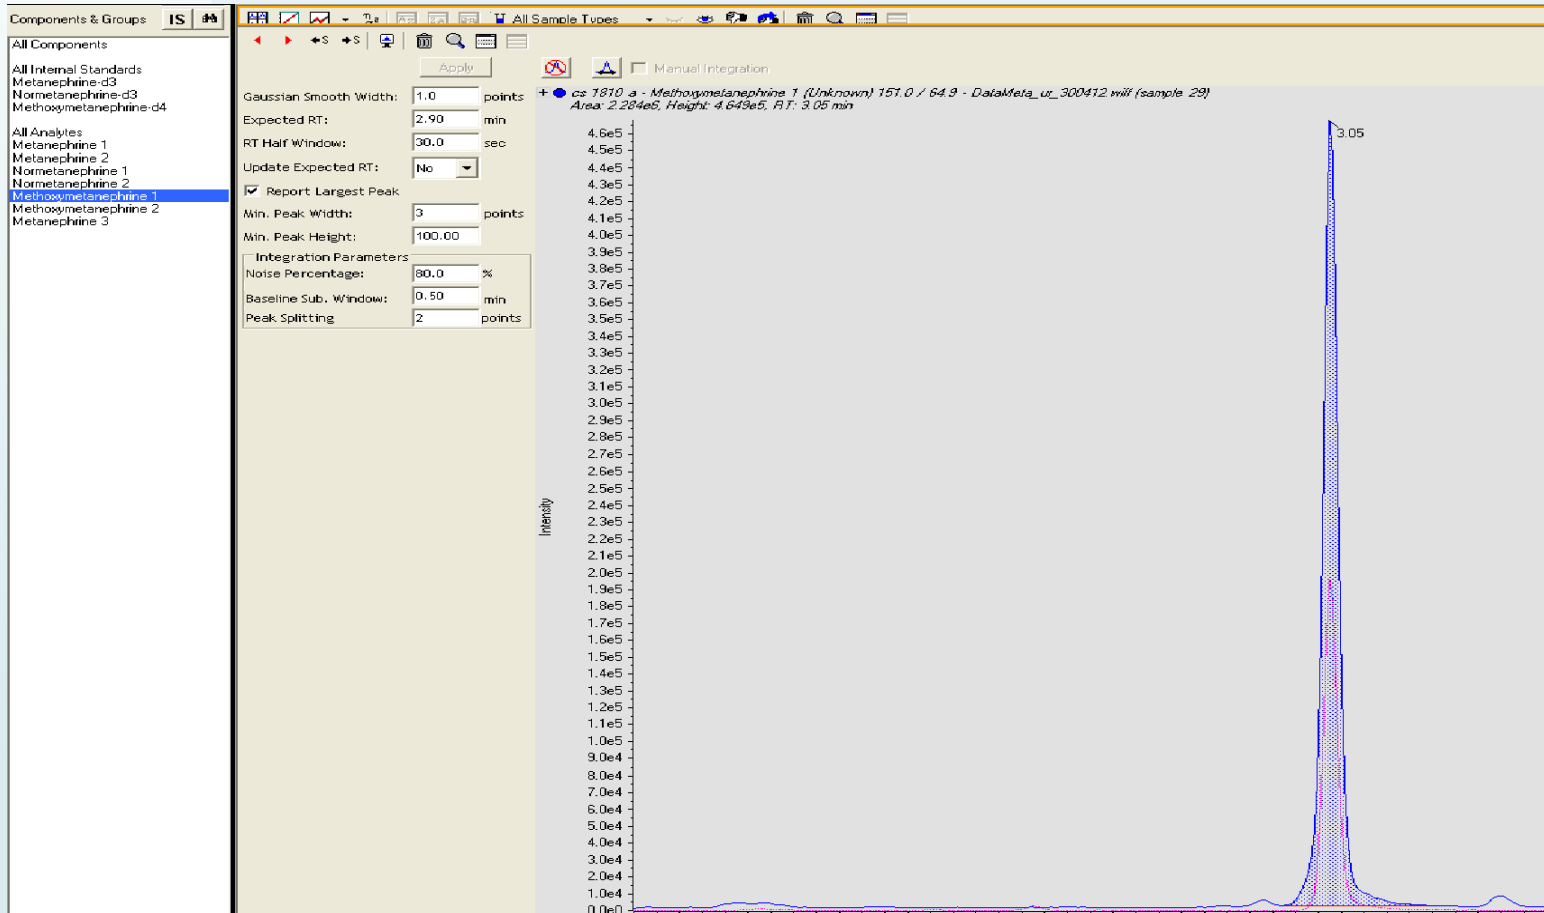 Components & Groups IS
All Components
All Internal Standards
Metanephrine-d3
Normetanephrine-d3
Methoxymetanephrine-d4
All Analytes
Metanephrine 1
Metanephrine 2
Normetanephrine 1
Normetanephrine 2
Methoxymetanephrine 1
Methoxymetanephrine 2
Metanephrine 3
All Sample Types
S S
Apply
Manual Integration
Gaussian Smooth Width: 1.0 points
Expected RT: 2.90 min
RT Half Window: 30.0 sec
Update Expected RT: No
Report Largest Peak
Min. Peak Width: 3 points
Min. Peak Height: 100.00
Integration Parameters
Noise Percentage: 80.0 %
Baseline Sub. Window: 0.50 min
Peak Splitting 2 points
+ cs 1810 a - Methoxymetanephrine 1 (Unknown) 151.0 / 64.9 - DataMeta_ur_300412.wiff (sample 29)
Area: 2.284e6, Height: 4.649e5, RT: 3.05 min
3.05
4.6e5
4.5e5
4.4e5
4.3e5
4.2e5
4.1e5
4.0e5
3.9e5
3.8e5
3.7e5
3.6e5
3.5e5
3.4e5
3.3e5
3.2e5
3.1e5
3.0e5
2.9e5
2.8e5
2.7e5
2.6e5
2.5e5
2.4e5
2.3e5
2.2e5
2.1e5
2.0e5
1.9e5
1.8e5
1.7e5
1.6e5
1.5e5
1.4e5
1.3e5
1.2e5
1.1e5
1.0e5
9.0e4
8.0e4
7.0e4
6.0e4
5.0e4
4.0e4
3.0e4
2.0e4
1.0e4
0.0e0
Intensity